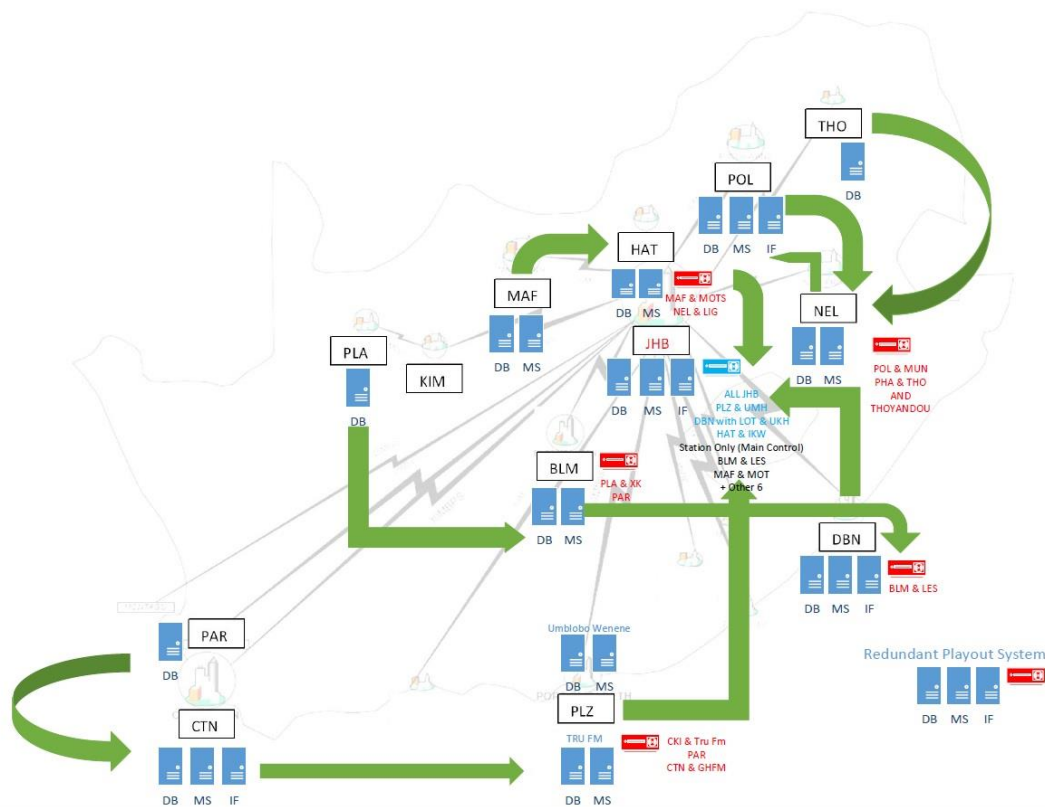 THO
DB
POL
DB MS IF
HAT
DB MS
MAF & MOTS
NEL & LIG
MAF
DB MS
NEL
DB MS
POL & MUN
PHA & THO
AND
THOYANDOU
PLA
DB
KIM
JHB
DB MS IF
ALL JHB
PLZ & UMH
DBN with LOT & UKH
HAT & IKW
Station Only (Main Control)
BLM & LES
MAF & MOT
+ Other 6
BLM
DB MS
PLA & XK
PAR
DBN
DB MS IF
BLM & LES
PAR
DB
Umblobo Wenene
DB MS
Redundant Playout System
DB MS IF
CTN
DB MS IF
PLZ
TRU FM
DB MS
CKI & Tru Fm
PAR
CTN & GHFM